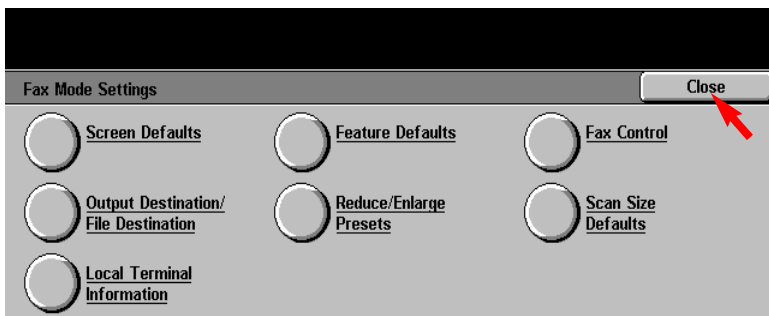 Fax Mode Settings
Close
Screen Defaults
Feature Defaults
Fax Control
Output Destination/
File Destination
Reduce/Enlarge
Presets
Scan Size
Defaults
Local Terminal
Information